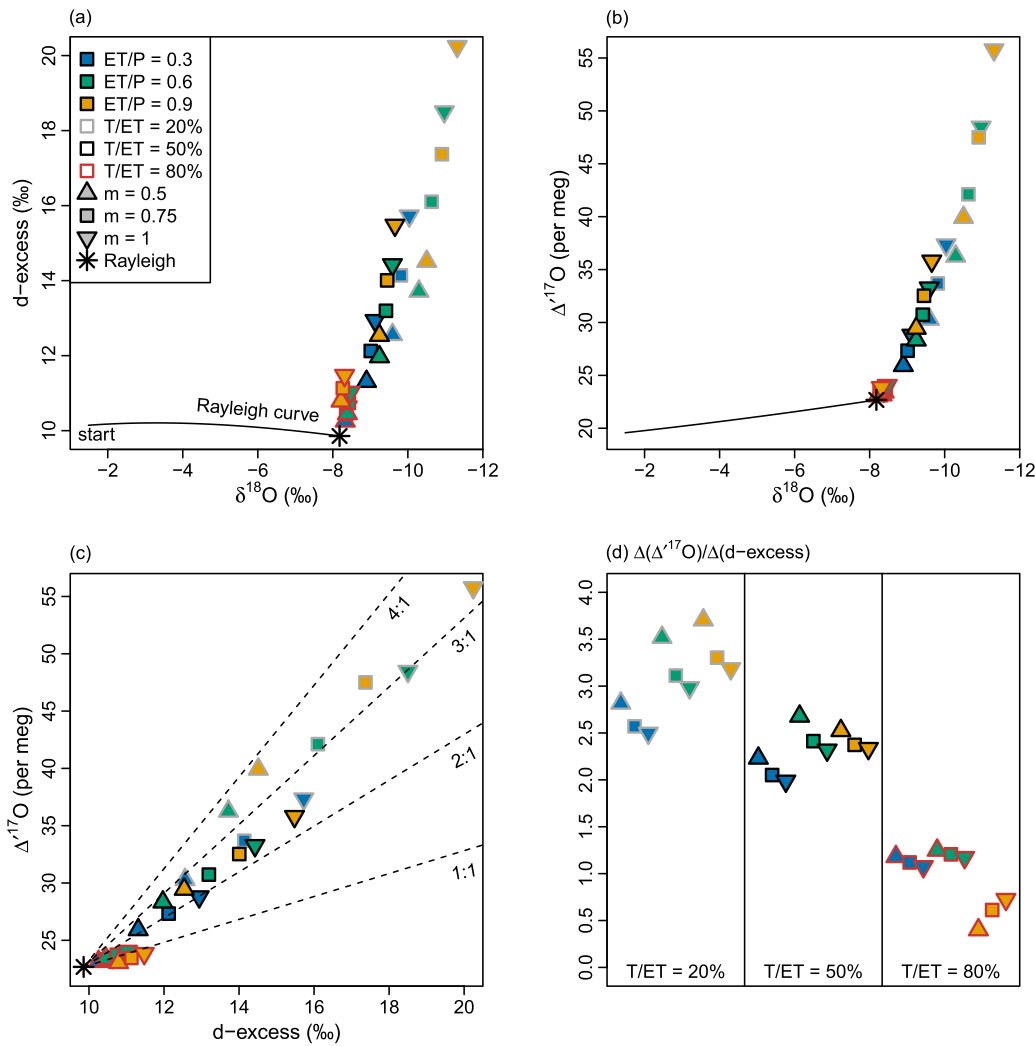 (a)
20
18
16
14
12
10
d−excess (‰)
ET/P = 0.3
ET/P = 0.6
ET/P = 0.9
T/ET = 20%
T/ET = 50%
T/ET = 80%
m = 0.5
m = 0.75
m = 1
Rayleigh
Rayleigh curve
start
−2 −4 −6 −8 −10 −12
δ¹⁸O (‰)
(b)
55
50
45
40
35
30
25
20
Δ′¹⁷O (per meg)
−2 −4 −6 −8 −10 −12
δ¹⁸O (‰)
(c)
55
50
45
40
35
30
25
Δ′¹⁷O (per meg)
4:1
3:1
2:1
1:1
10 12 14 16 18 20
d−excess (‰)
(d) Δ(Δ′¹⁷O)/Δ(d−excess)
4.0
3.5
3.0
2.5
2.0
1.5
1.0
0.5
0.0
T/ET = 20% T/ET = 50% T/ET = 80%